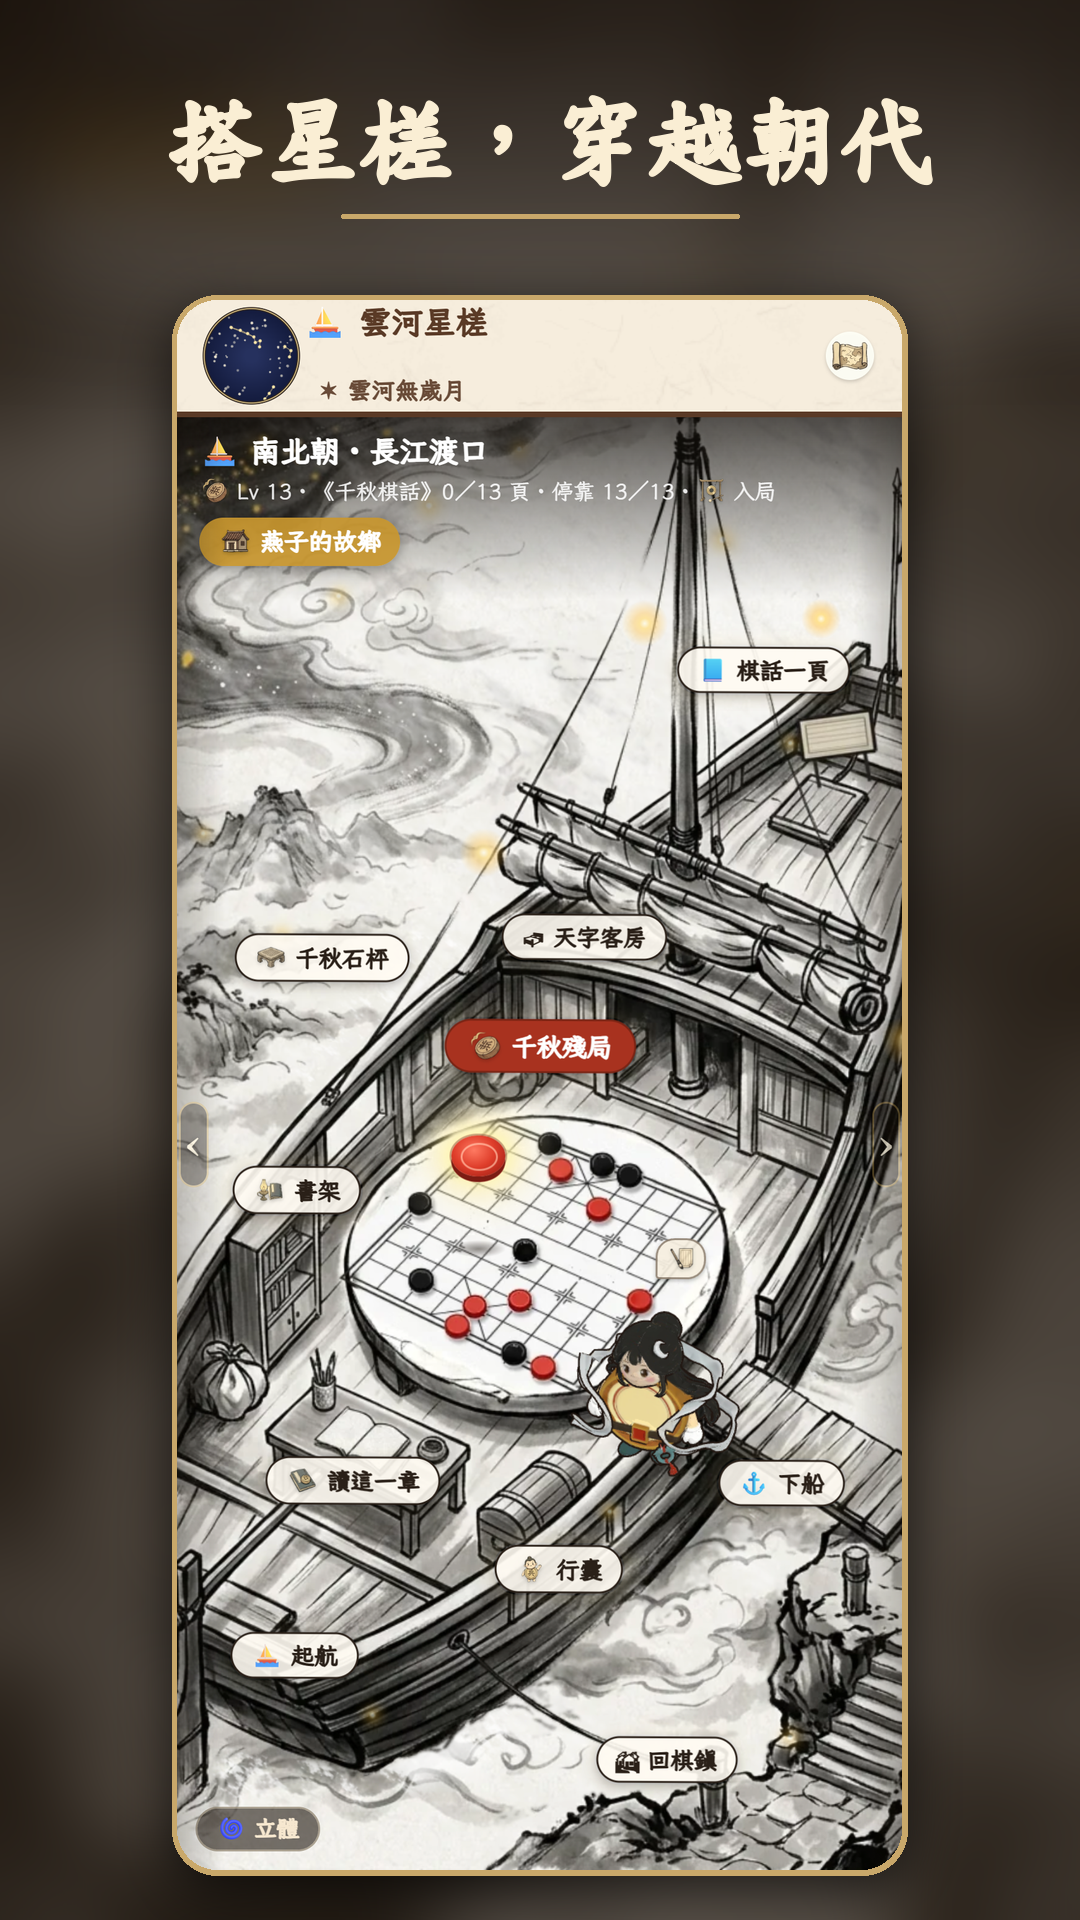 搭星槎，穿越朝代
雲河星槎
✶ 雲河無歲月
南北朝・長江渡口
Lv 13・《千秋棋話》0／13 頁・停靠 13／13・入局
燕子的故鄉
棋話一頁
天字客房
千秋石枰
千秋殘局
書架
讀這一章
下船
行囊
起航
回棋鎮
立體